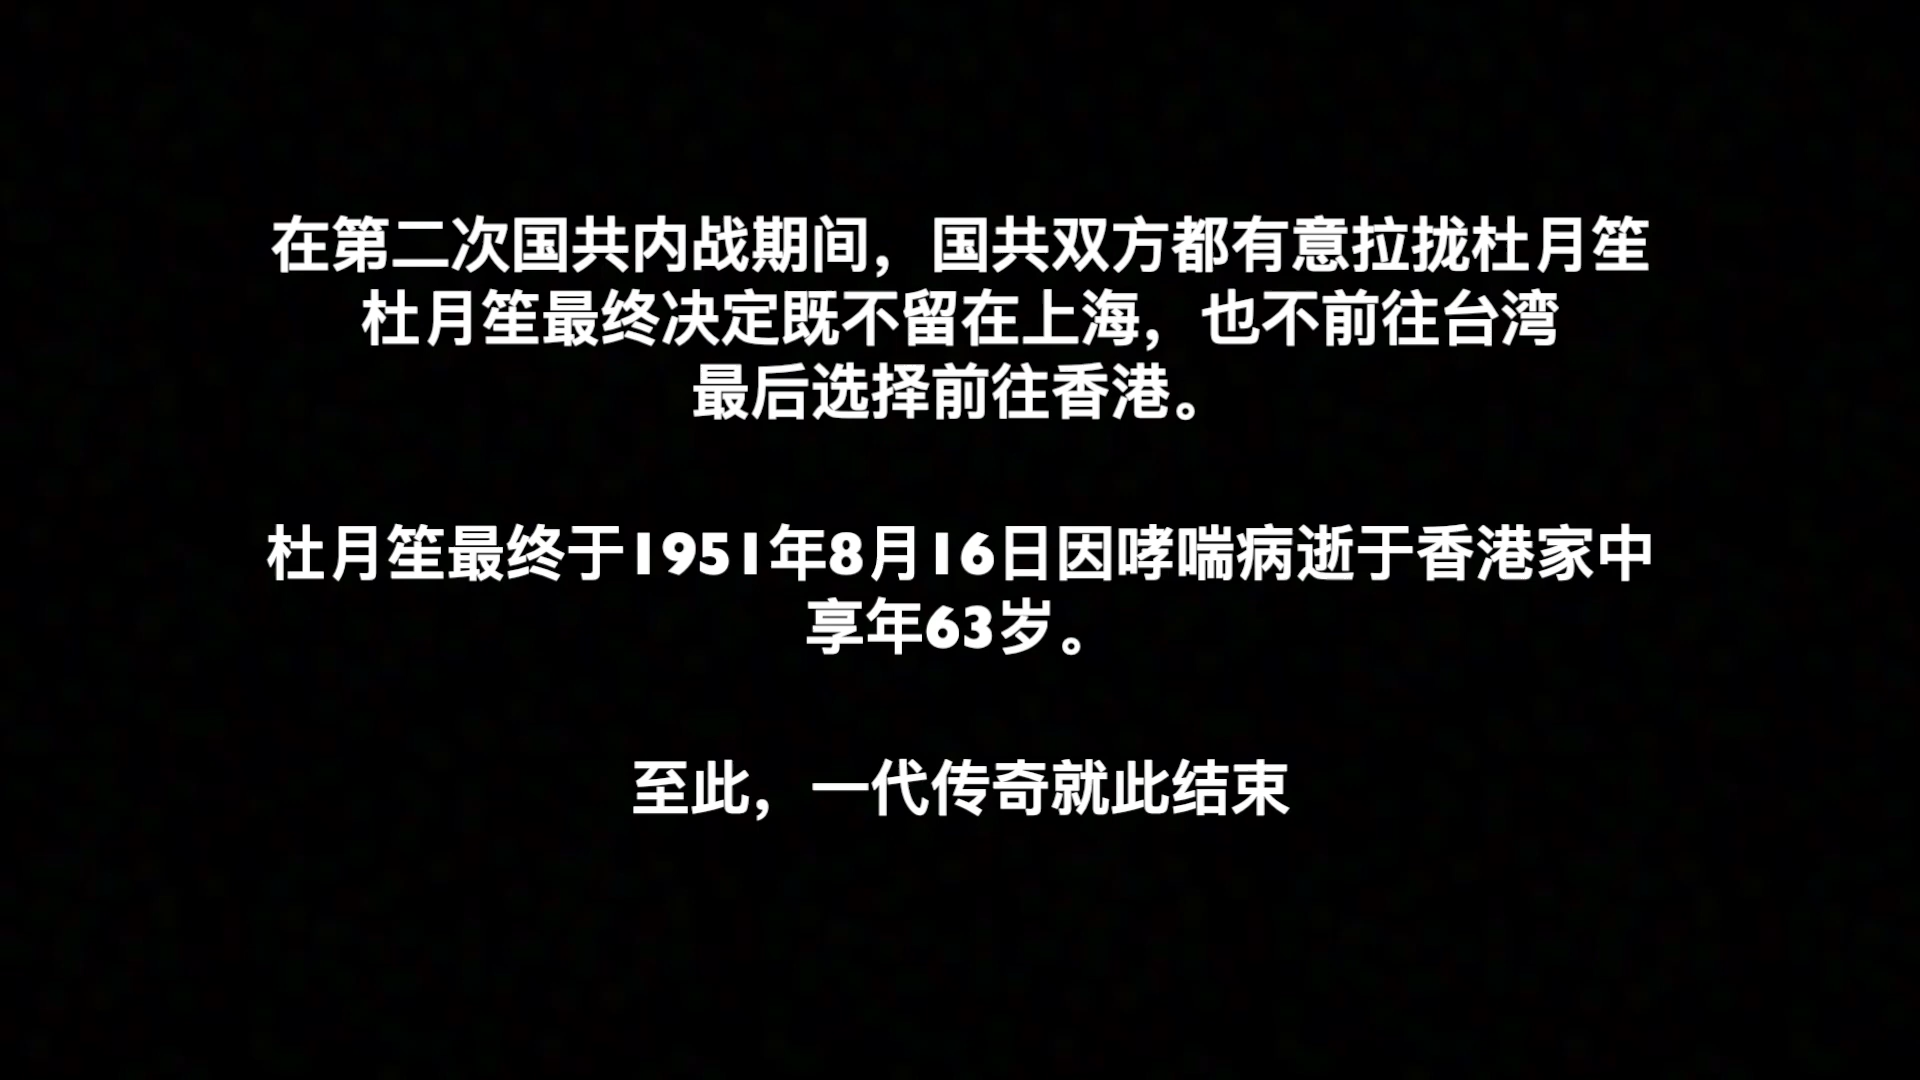 在第二次国共内战期间，国共双方都有意拉拢杜月笙
杜月笙最终决定既不留在上海，也不前往台湾
最后选择前往香港。
杜月笙最终于1951年8月16日因哮喘病逝于香港家中
享年63岁。
至此，一代传奇就此结束